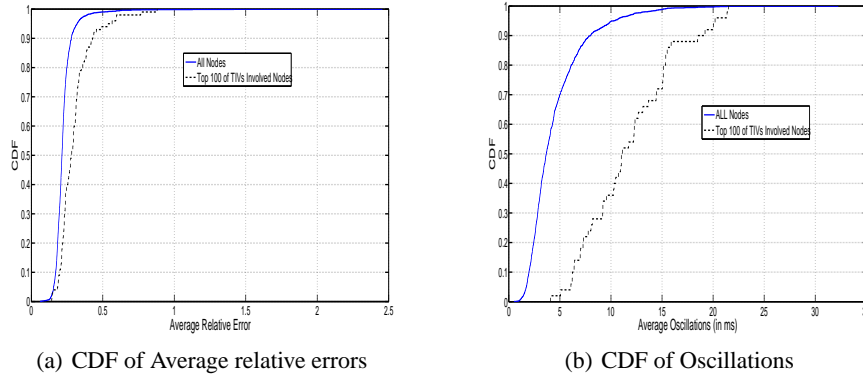 1
0.9
0.8
0.7
0.6
0.5
0.4
0.3
0.2
0.1
0
CDF
All Nodes
Top 100 of TIVs Involved Nodes
0 0.5 1 1.5 2 2.5
Average Relative Error
(a) CDF of Average relative errors
1
0.9
0.8
0.7
0.6
0.5
0.4
0.3
0.2
0.1
0
CDF
ALL Nodes
Top 100 of TIVs Involved Nodes
0 5 10 15 20 25 30
Average Oscillations (in ms)
(b) CDF of Oscillations